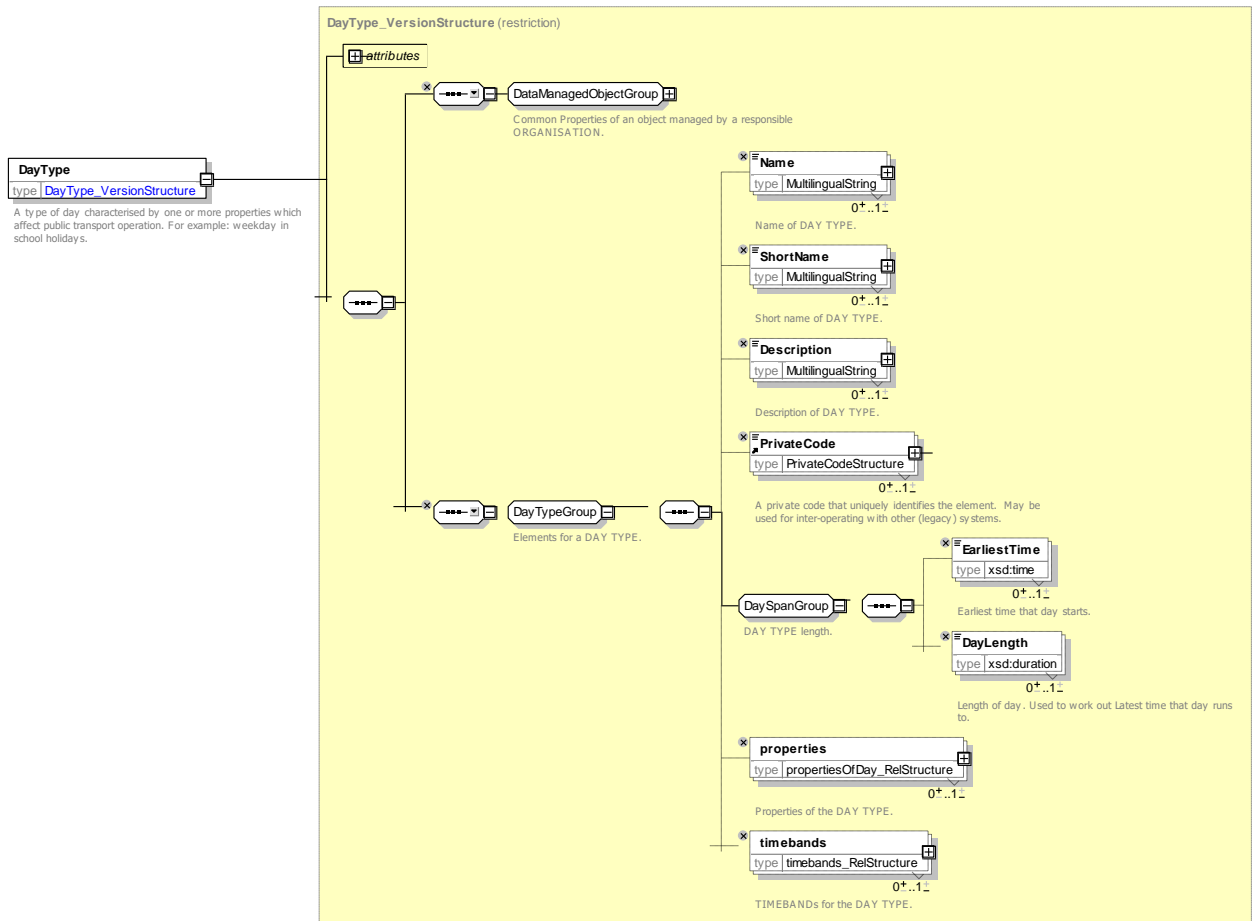 DayType_VersionStructure (restriction)
attributes
DataManagedObjectGroup
Common Properties of an object managed by a responsible
ORGANISATION.
DayType
type DayType_VersionStructure
A type of day characterised by one or more properties which
affect public transport operation. For example: weekday in
school holidays.
Name
type MultilingualString
0..1
Name of DAY TYPE.
ShortName
type MultilingualString
0..1
Short name of DAY TYPE.
Description
type MultilingualString
0..1
Description of DAY TYPE.
PrivateCode
type PrivateCodeStructure
0..1
A private code that uniquely identifies the element. May be
used for inter-operating with other (legacy) systems.
DayTypeGroup
Elements for a DAY TYPE.
DaySpanGroup
DAY TYPE length.
EarliestTime
type xsd:time
0..1
Earliest time that day starts.
DayLength
type xsd:duration
0..1
Length of day. Used to work out Latest time that day runs
to.
properties
type propertiesOfDay_RelStructure
0..1
Properties of the DAY TYPE.
timebands
type timebands_RelStructure
0..1
TIMEBANDs for the DAY TYPE.